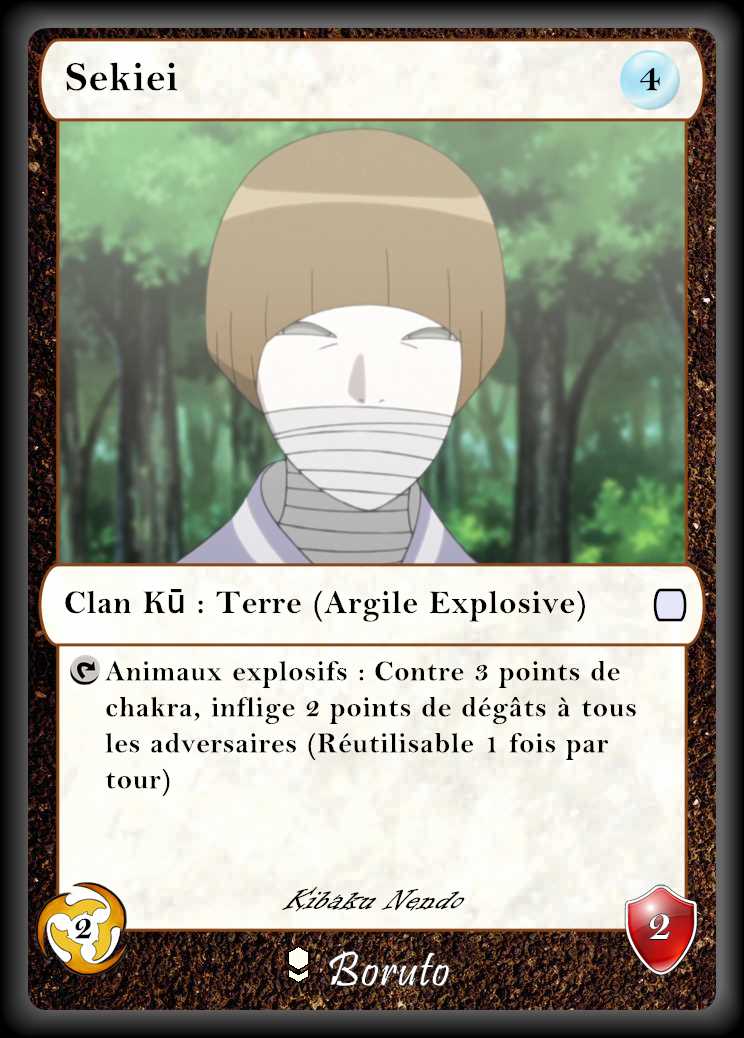 Sekiei
4
Clan Kū : Terre (Argile Explosive)
Animaux explosifs : Contre 3 points de
chakra, inflige 2 points de dégâts à tous
les adversaires (Réutilisable 1 fois par
tour)
Kibaku Nendo
2
2
Boruto